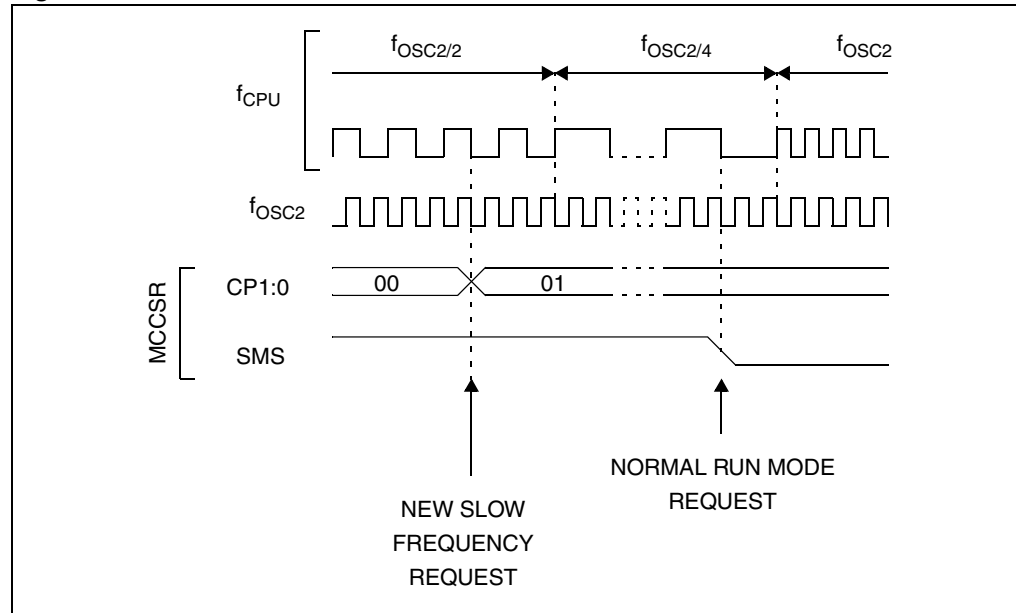 fOSC2/2
fOSC2/4
fOSC2
fCPU
fOSC2
MCCSR
CP1:0
00
01
SMS
NEW SLOW
FREQUENCY
REQUEST
NORMAL RUN MODE
REQUEST